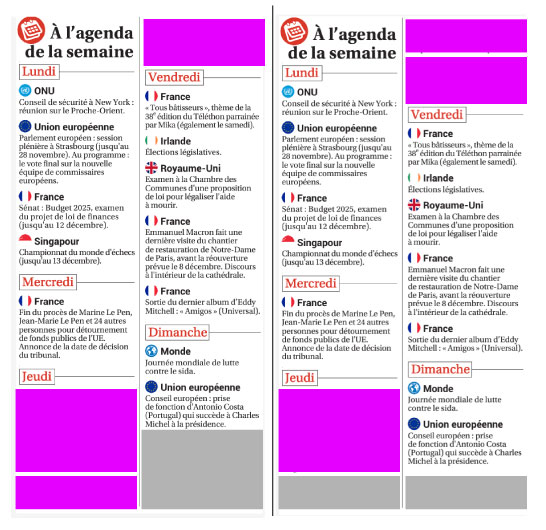 À l’agenda
de la semaine
Lundi
ONU
Conseil de sécurité à New York :
réunion sur le Proche-Orient.
Union européenne
Parlement européen : session
plénière à Strasbourg (jusqu’au
28 novembre). Au programme :
le vote final sur la nouvelle
équipe de commissaires
européens.
France
Sénat : Budget 2025, examen
du projet de loi de finances
(jusqu’au 12 décembre).
Singapour
Championnat du monde d’échecs
(jusqu’au 13 décembre).
Mercredi
France
Fin du procès de Marine Le Pen,
Jean-Marie Le Pen et 24 autres
personnes pour détournement
de fonds publics de l’UE.
Annonce de la date de décision
du tribunal.
Jeudi
Vendredi
France
« Tous bâtisseurs », thème de la
38e édition du Téléthon parrainée
par Mika (également le samedi).
Irlande
Élections législatives.
Royaume-Uni
Examen à la Chambre des
Communes d’une proposition
de loi pour légaliser l’aide
à mourir.
France
Emmanuel Macron fait une
dernière visite du chantier
de restauration de Notre-Dame
de Paris, avant la réouverture
prévue le 8 décembre. Discours
à l’intérieur de la cathédrale.
France
Sortie du dernier album d’Eddy
Mitchell : « Amigos » (Universal).
Dimanche
Monde
Journée mondiale de lutte
contre le sida.
Union européenne
Conseil européen : prise
de fonction d’Antonio Costa
(Portugal) qui succède à Charles
Michel à la présidence.
À l’agenda
de la semaine
Lundi
ONU
Conseil de sécurité à New York :
réunion sur le Proche-Orient.
Union européenne
Parlement européen : session
plénière à Strasbourg (jusqu’au
28 novembre). Au programme :
le vote final sur la nouvelle
équipe de commissaires
européens.
France
Sénat : Budget 2025, examen
du projet de loi de finances
(jusqu’au 12 décembre).
Singapour
Championnat du monde d’échecs
(jusqu’au 13 décembre).
Mercredi
France
Fin du procès de Marine Le Pen,
Jean-Marie Le Pen et 24 autres
personnes pour détournement
de fonds publics de l’UE.
Annonce de la date de décision
du tribunal.
Jeudi
Vendredi
France
« Tous bâtisseurs », thème de la
38e édition du Téléthon parrainée
par Mika (également le samedi).
Irlande
Élections législatives.
Royaume-Uni
Examen à la Chambre des
Communes d’une proposition
de loi pour légaliser l’aide
à mourir.
France
Emmanuel Macron fait une
dernière visite du chantier
de restauration de Notre-Dame
de Paris, avant la réouverture
prévue le 8 décembre. Discours
à l’intérieur de la cathédrale.
France
Sortie du dernier album d’Eddy
Mitchell : « Amigos » (Universal).
Dimanche
Monde
Journée mondiale de lutte
contre le sida.
Union européenne
Conseil européen : prise
de fonction d’Antonio Costa
(Portugal) qui succède à Charles
Michel à la présidence.